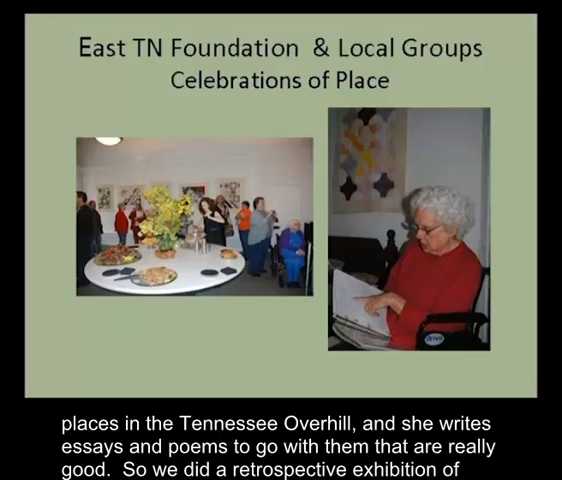 East TN Foundation & Local Groups
Celebrations of Place
places in the Tennessee Overhill, and she writes
essays and poems to go with them that are really
good. So we did a retrospective exhibition of